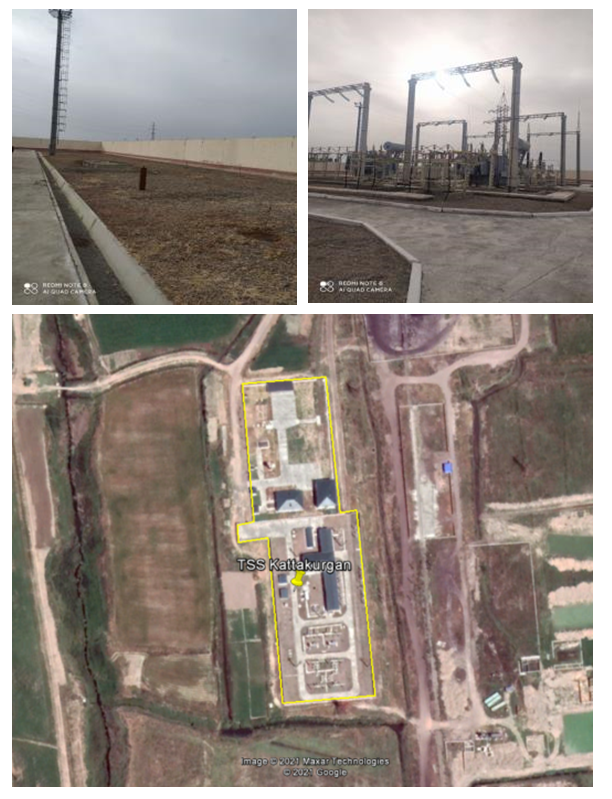 REDMI NOTE 8
AI QUAD CAMERA
REDMI NOTE 8
AI QUAD CAMERA
TSS Kattakurgan
Image © 2021 Maxar Technologies
© 2021 Google